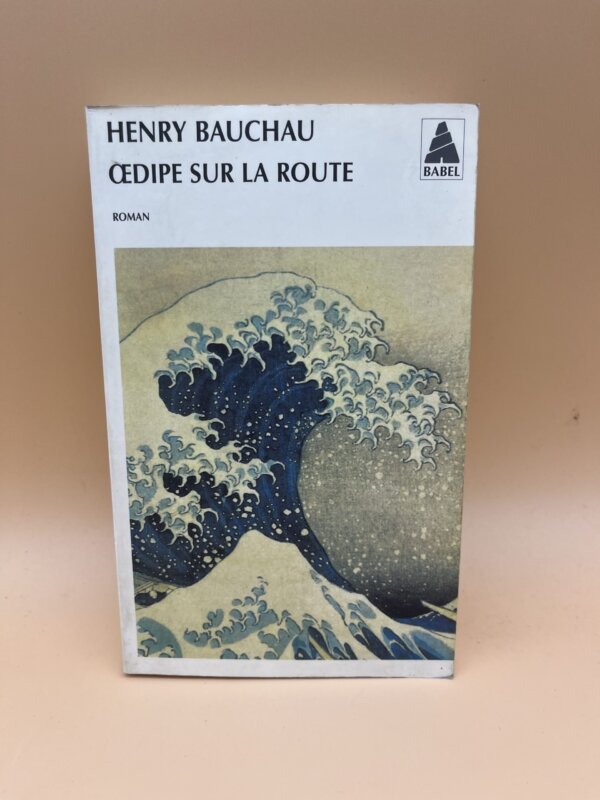 HENRY BAUCHAU
ŒDIPE SUR LA ROUTE
BABEL
ROMAN